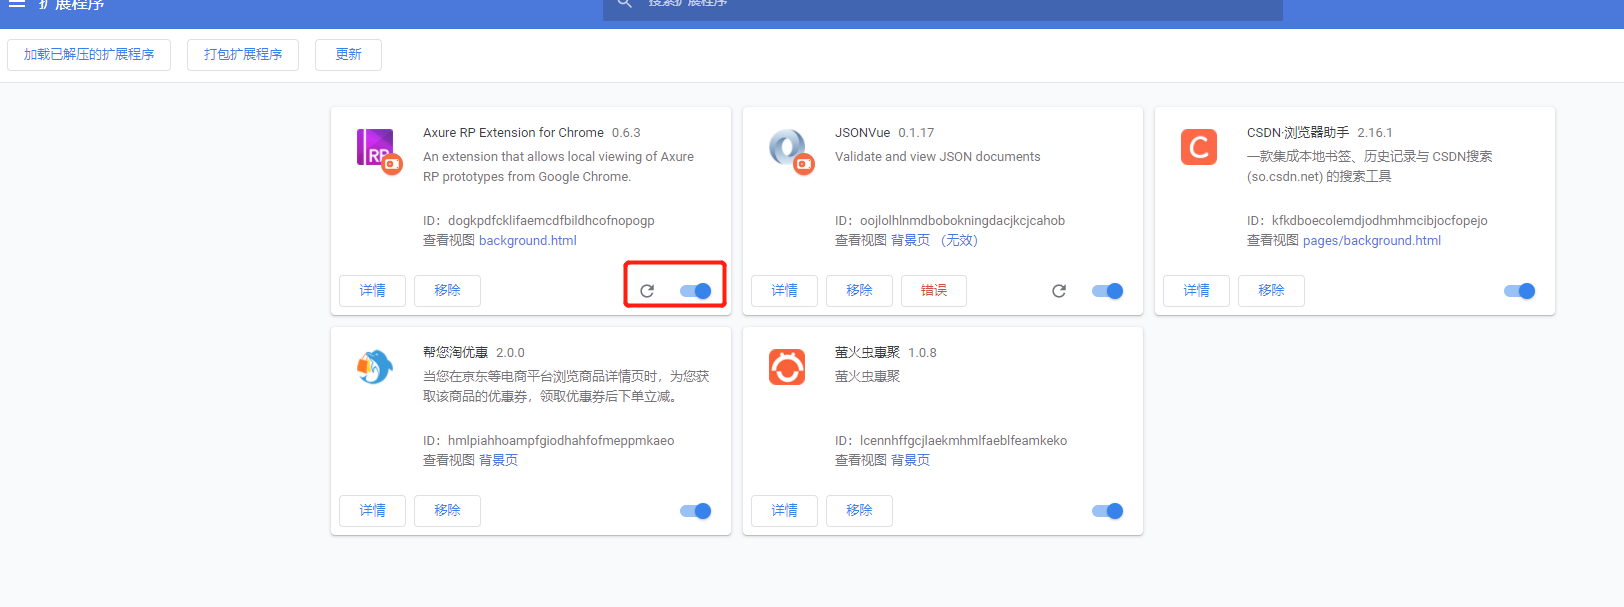 扩展程序
搜索扩展程序
加载已解压的扩展程序
打包扩展程序
更新
Axure RP Extension for Chrome 0.6.3
An extension that allows local viewing of Axure
RP prototypes from Google Chrome.
ID：dogkpdfcklifaemcdfbildhcofnopogp
查看视图 background.html
详情
移除
JSONVue 0.1.17
Validate and view JSON documents
ID：oojlolhlnmdbobokningdacjkcjcahob
查看视图 背景页 （无效）
详情
移除
错误
CSDN·浏览器助手 2.16.1
一款集成本地书签、历史记录与 CSDN搜索
(so.csdn.net) 的搜索工具
ID：kfkdboecolemdjodhmhmcibjocfopejo
查看视图 pages/background.html
详情
移除
帮您淘优惠 2.0.0
当您在京东等电商平台浏览商品详情页时，为您获
取该商品的优惠券，领取优惠券后下单立减。
ID：hmlpiahhoampfgiodhahfofmeppmkaeo
查看视图 背景页
详情
移除
萤火虫惠聚 1.0.8
萤火虫惠聚
ID：lcennhffgcjlaekmhmlfaeblfeamkeko
查看视图 背景页
详情
移除